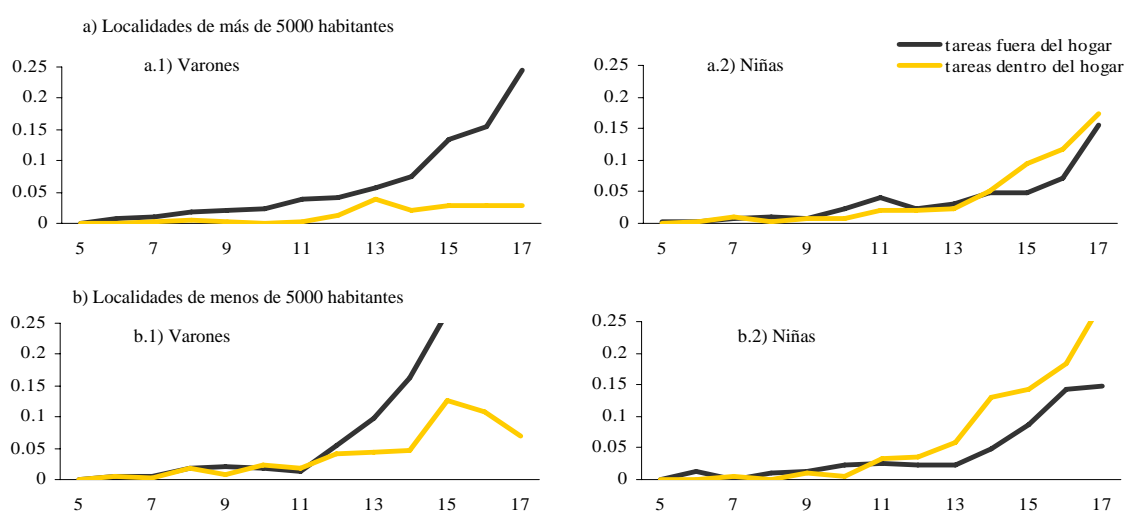 a) Localidades de más de 5000 habitantes
tareas fuera del hogar
tareas dentro del hogar
a.1) Varones
0.25
0.2
0.15
0.1
0.05
0
5 7 9 11 13 15 17
a.2) Niñas
0.25
0.2
0.15
0.1
0.05
0
5 7 9 11 13 15 17
b) Localidades de menos de 5000 habitantes
b.1) Varones
0.25
0.2
0.15
0.1
0.05
0
5 7 9 11 13 15 17
b.2) Niñas
0.25
0.2
0.15
0.1
0.05
0
5 7 9 11 13 15 17